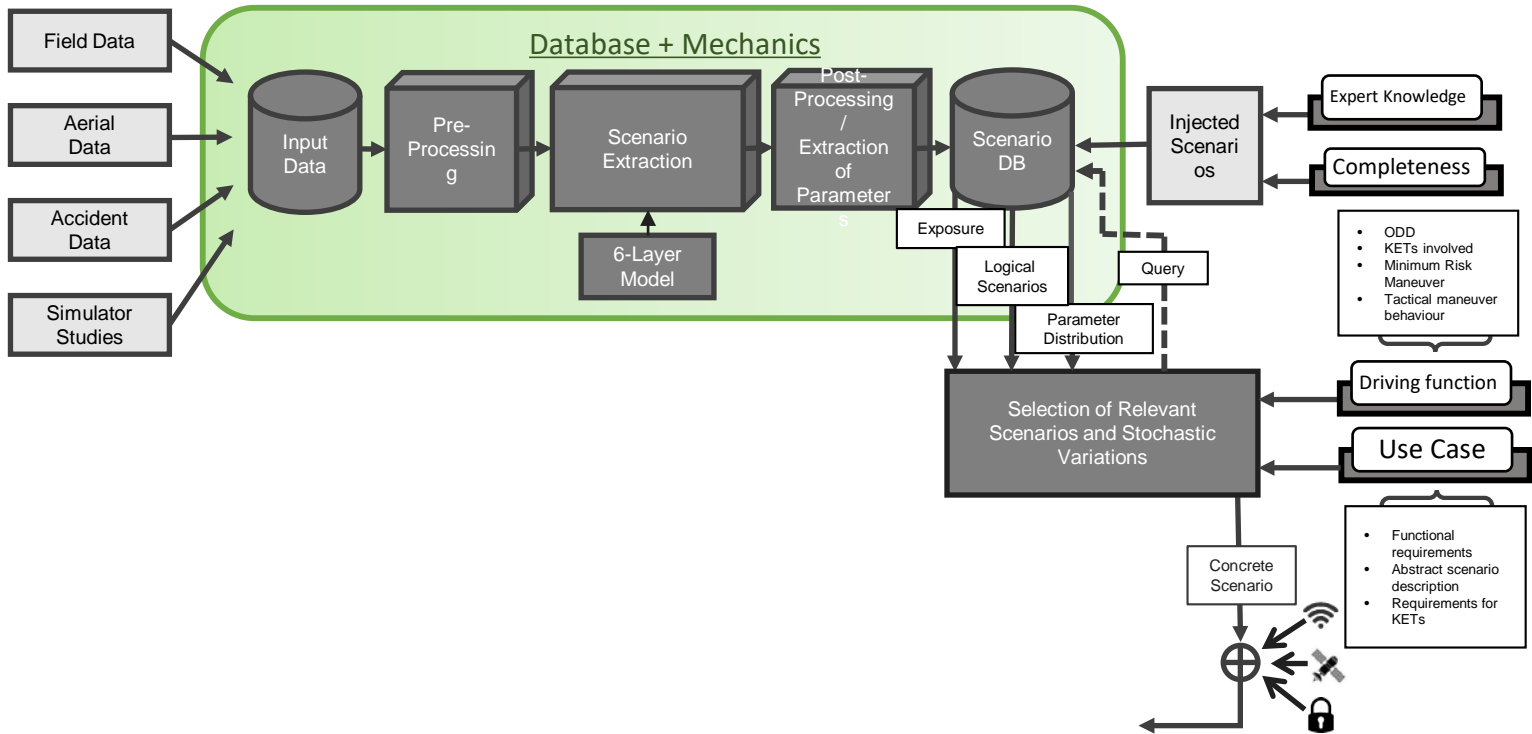 Database + Mechanics
Field Data
Aerial
Data
Accident
Data
Simulator
Studies
Input
Data
Pre-
Processin
g
Scenario
Extraction
6-Layer
Model
Post-
Processing
/
Extraction
of
Parameter
s
Scenario
DB
Injected
Scenari
os
Expert Knowledge
Completeness
Exposure
Logical
Scenarios
Parameter
Distribution
Query
• ODD
• KETs involved
• Minimum Risk
Maneuver
• Tactical maneuver
behaviour
Driving function
Use Case
Selection of Relevant
Scenarios and Stochastic
Variations
• Functional
requirements
• Abstract scenario
description
• Requirements for
KETs
Concrete
Scenario